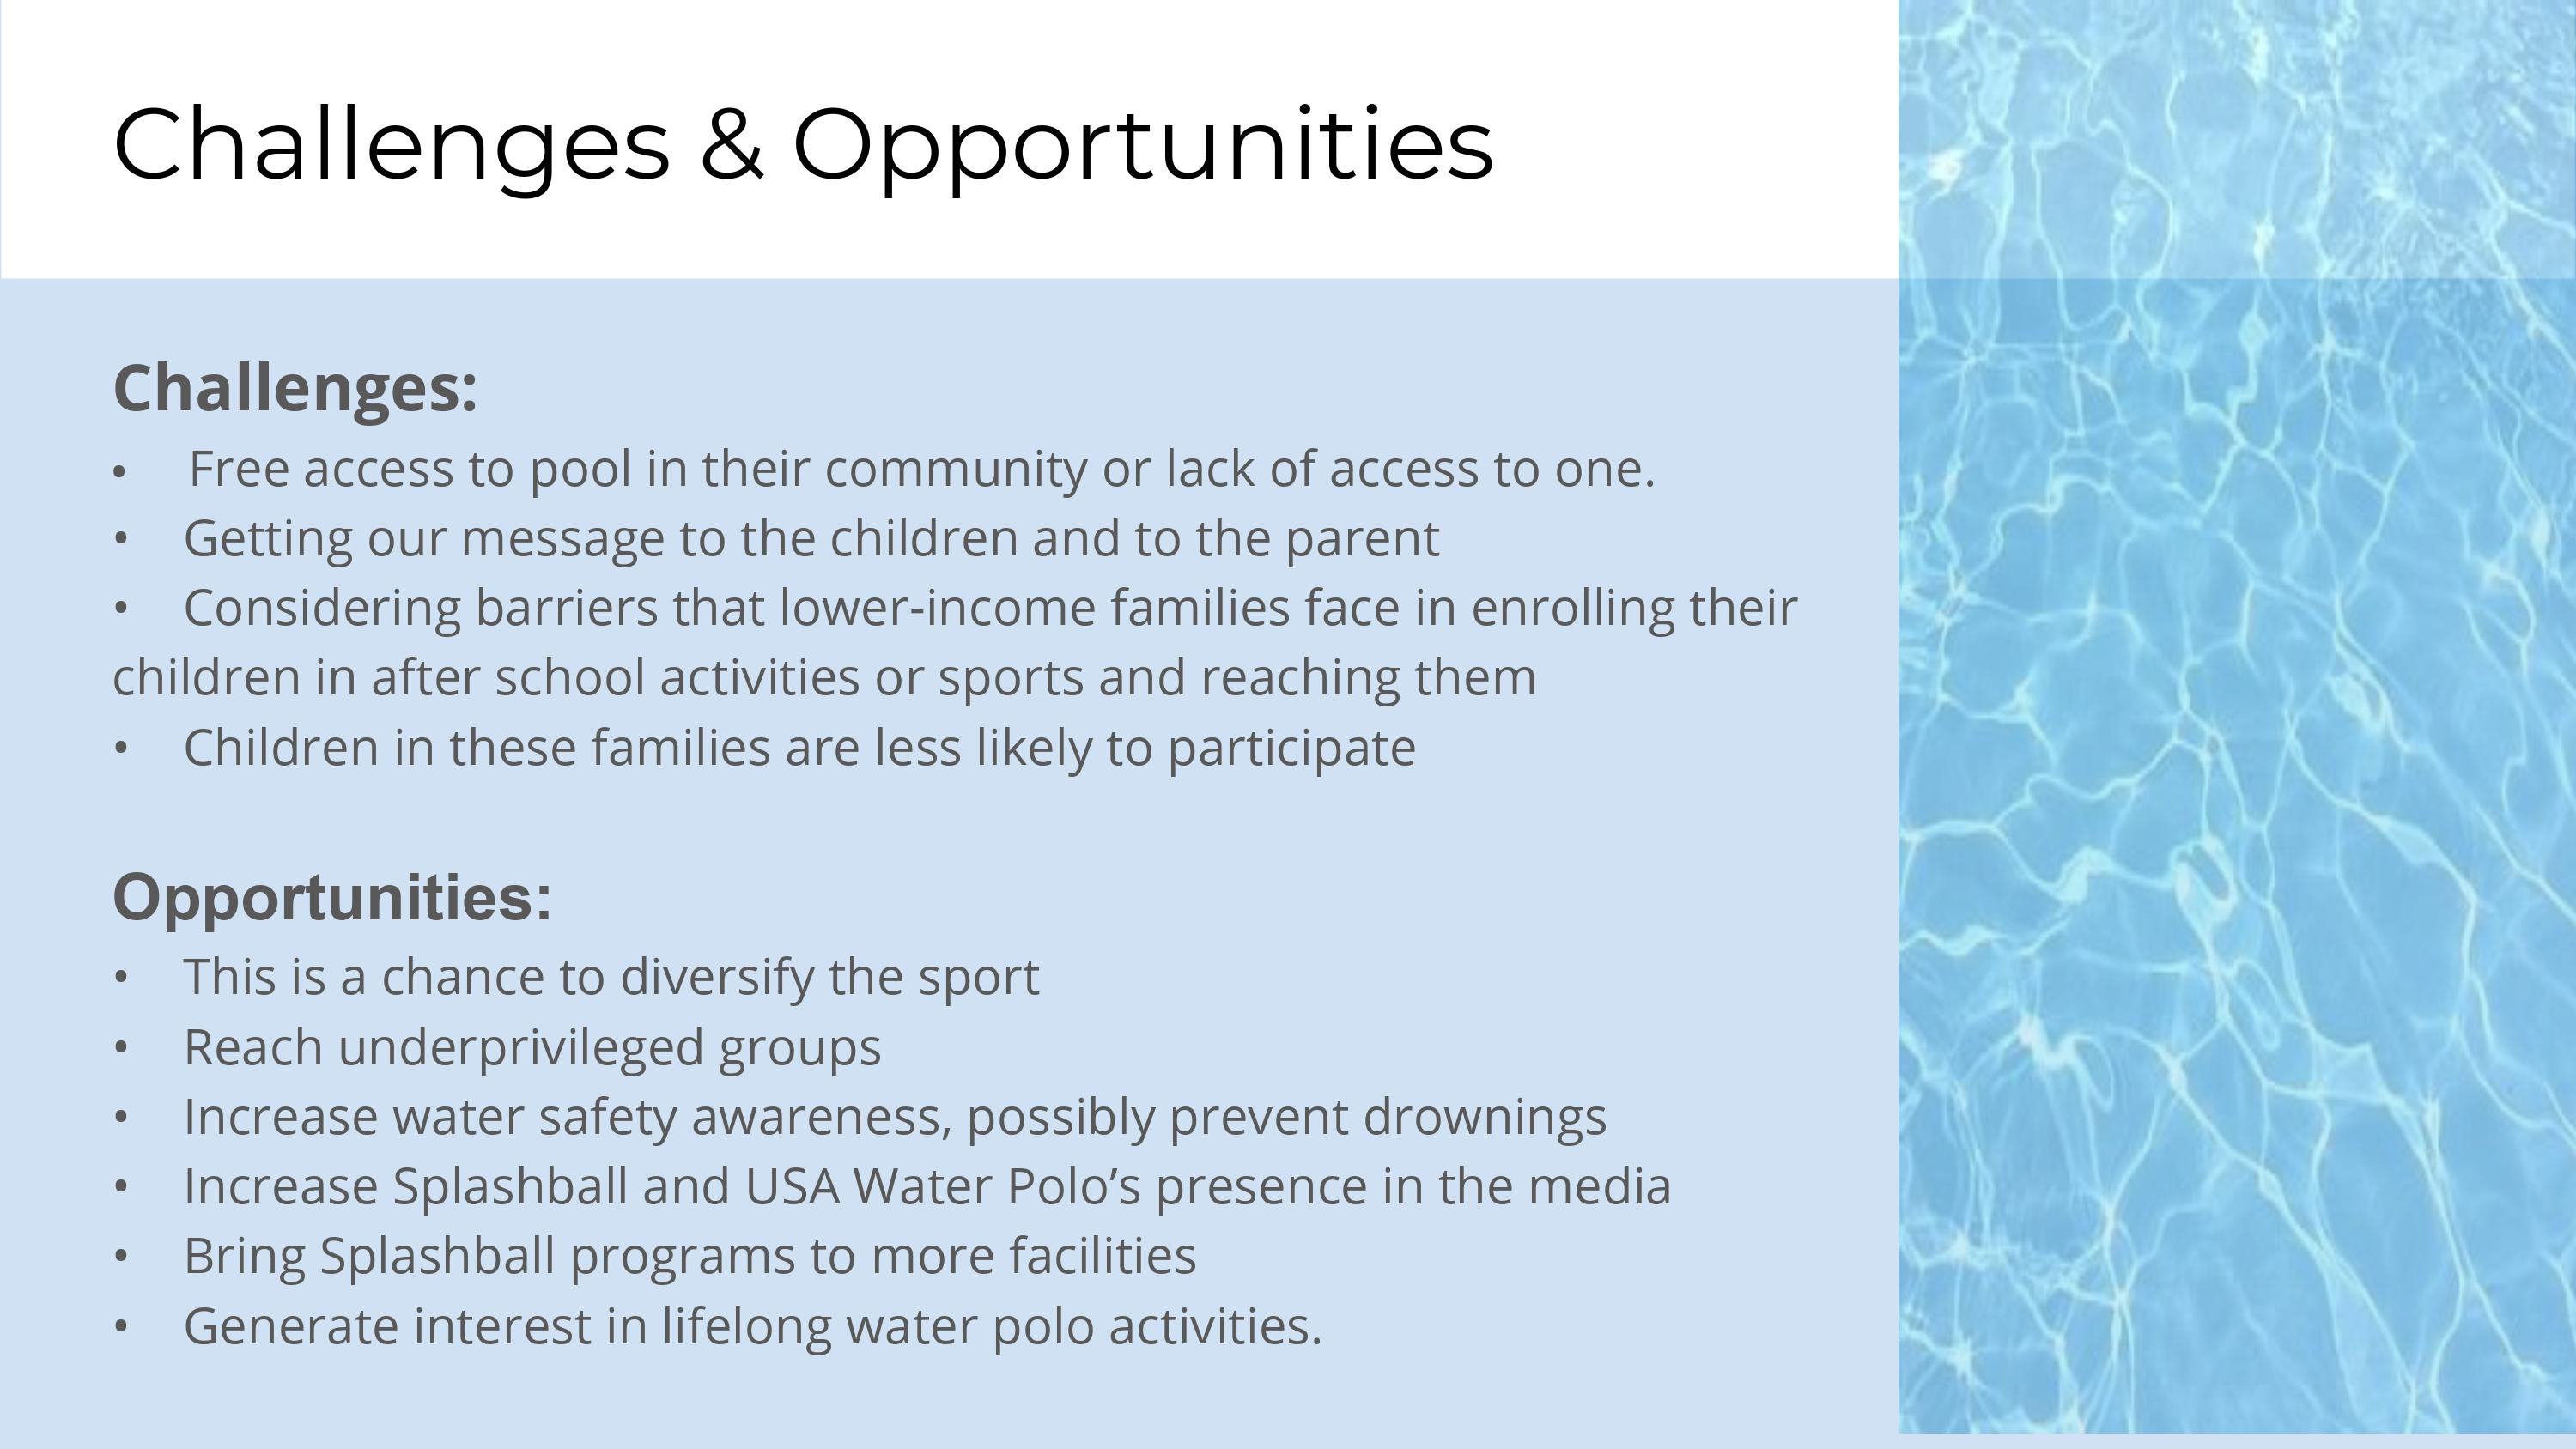 Challenges & Opportunities
Challenges:
• Free access to pool in their community or lack of access to one.
• Getting our message to the children and to the parent
• Considering barriers that lower-income families face in enrolling their
children in after school activities or sports and reaching them
• Children in these families are less likely to participate
Opportunities:
• This is a chance to diversify the sport
• Reach underprivileged groups
• Increase water safety awareness, possibly prevent drownings
• Increase Splashball and USA Water Polo’s presence in the media
• Bring Splashball programs to more facilities
• Generate interest in lifelong water polo activities.